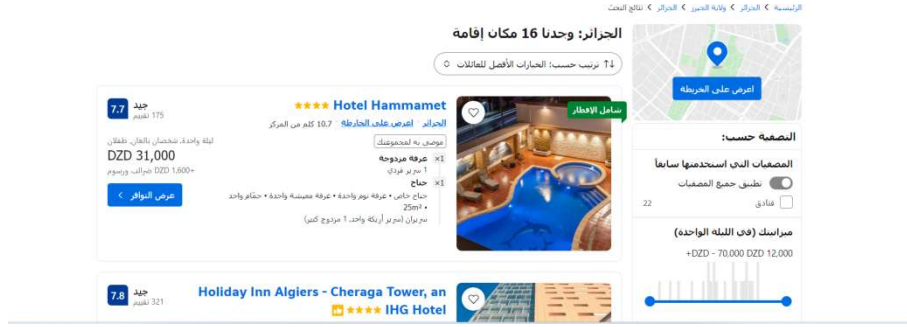 الرئيسية > الجزائر > ولاية الجزائر > الجزائر > نتائج البحث
الجزائر: وجدنا 16 مكان إقامة
ترتيب حسب: الخيارات الأفضل للعائلات
اعرض على الخريطة
شامل الإفطار
Hotel Hammamet
الجزائر اعرض على الخارطة 10.7 كلم من المركز
موصى به لمجموعتك
1× غرفة مزدوجة
1 سرير فردي
1× جناح
جناح خاص • غرفة نوم واحدة • غرفة معيشة واحدة • حمّام واحد
• 25m²
سريران (سرير أريكة واحد, 1 مزدوج كبير)
جيد 7.7
175 تقييم
ليلة واحدة, شخصان بالغان, طفلان
DZD 31,000
+DZD 1,600 ضرائب ورسوم
عرض التوافر
Holiday Inn Algiers - Cheraga Tower, an
IHG Hotel
جيد 7.8
321 تقييم
التصفية حسب:
المصفيات التي استخدمتها سابقاً
تطبيق جميع المصفيات
فنادق 22
ميزانيتك (في الليلة الواحدة)
+DZD - 70,000 DZD 12,000